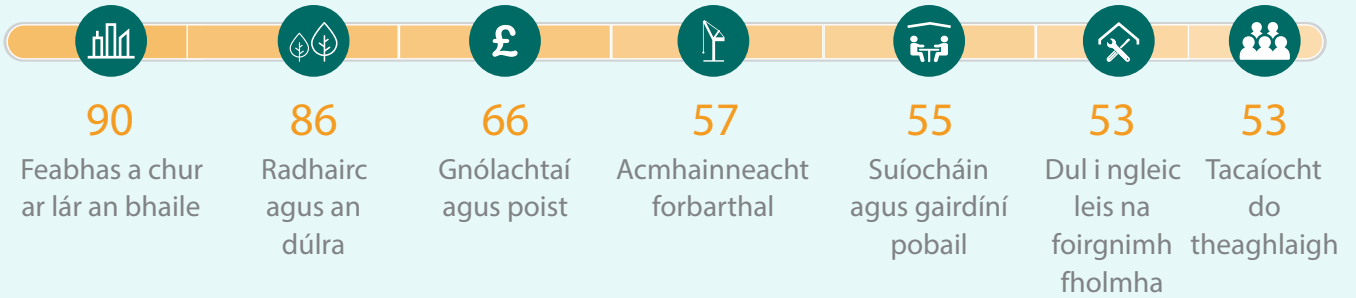 £
90
Feabhas a chur
ar lár an bhaile
86
Radhairc
agus an
dúlra
66
Gnólachtaí
agus poist
57
Acmhainneacht
forbarthal
55
Suíocháin
agus gairdíní
pobail
53
Dul i ngleic
leis na
foirgnimh
fholmha
53
Tacaíocht
do
theaghlaigh